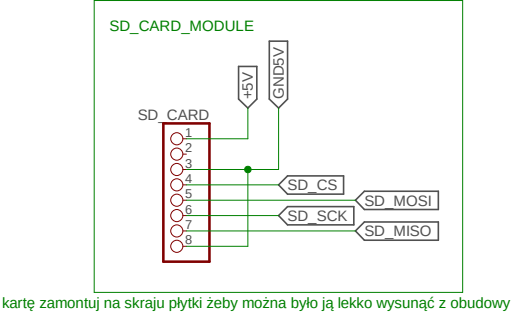 SD_CARD_MODULE
+5V
GND5V
SD_CARD
1
2
3
4
SD_CS
5
SD_MOSI
6
SD_SCK
7
SD_MISO
8
kartę zamontuj na skraju płytki żeby można było ją lekko wysunąć z obudowy